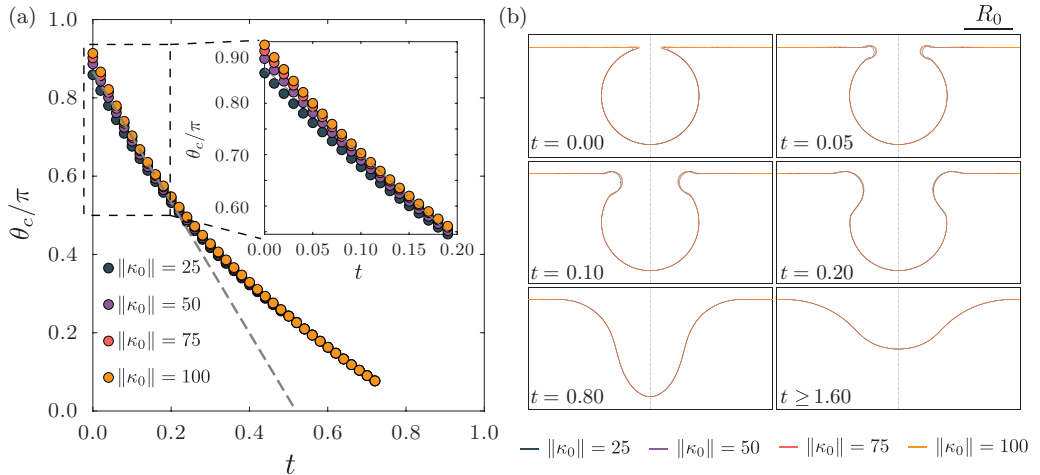 (a)
1.0
0.8
0.6
0.4
0.2
0.0
θ_c/π
0.0 0.2 0.4 0.6 0.8 1.0
t
‖κ₀‖ = 25
‖κ₀‖ = 50
‖κ₀‖ = 75
‖κ₀‖ = 100
0.90
0.80
0.70
0.60
θ_c/π
0.00 0.05 0.10 0.15 0.20
t
(b)
R₀
t = 0.00
t = 0.05
t = 0.10
t = 0.20
t = 0.80
t ≥ 1.60
‖κ₀‖ = 25 ‖κ₀‖ = 50 ‖κ₀‖ = 75 ‖κ₀‖ = 100